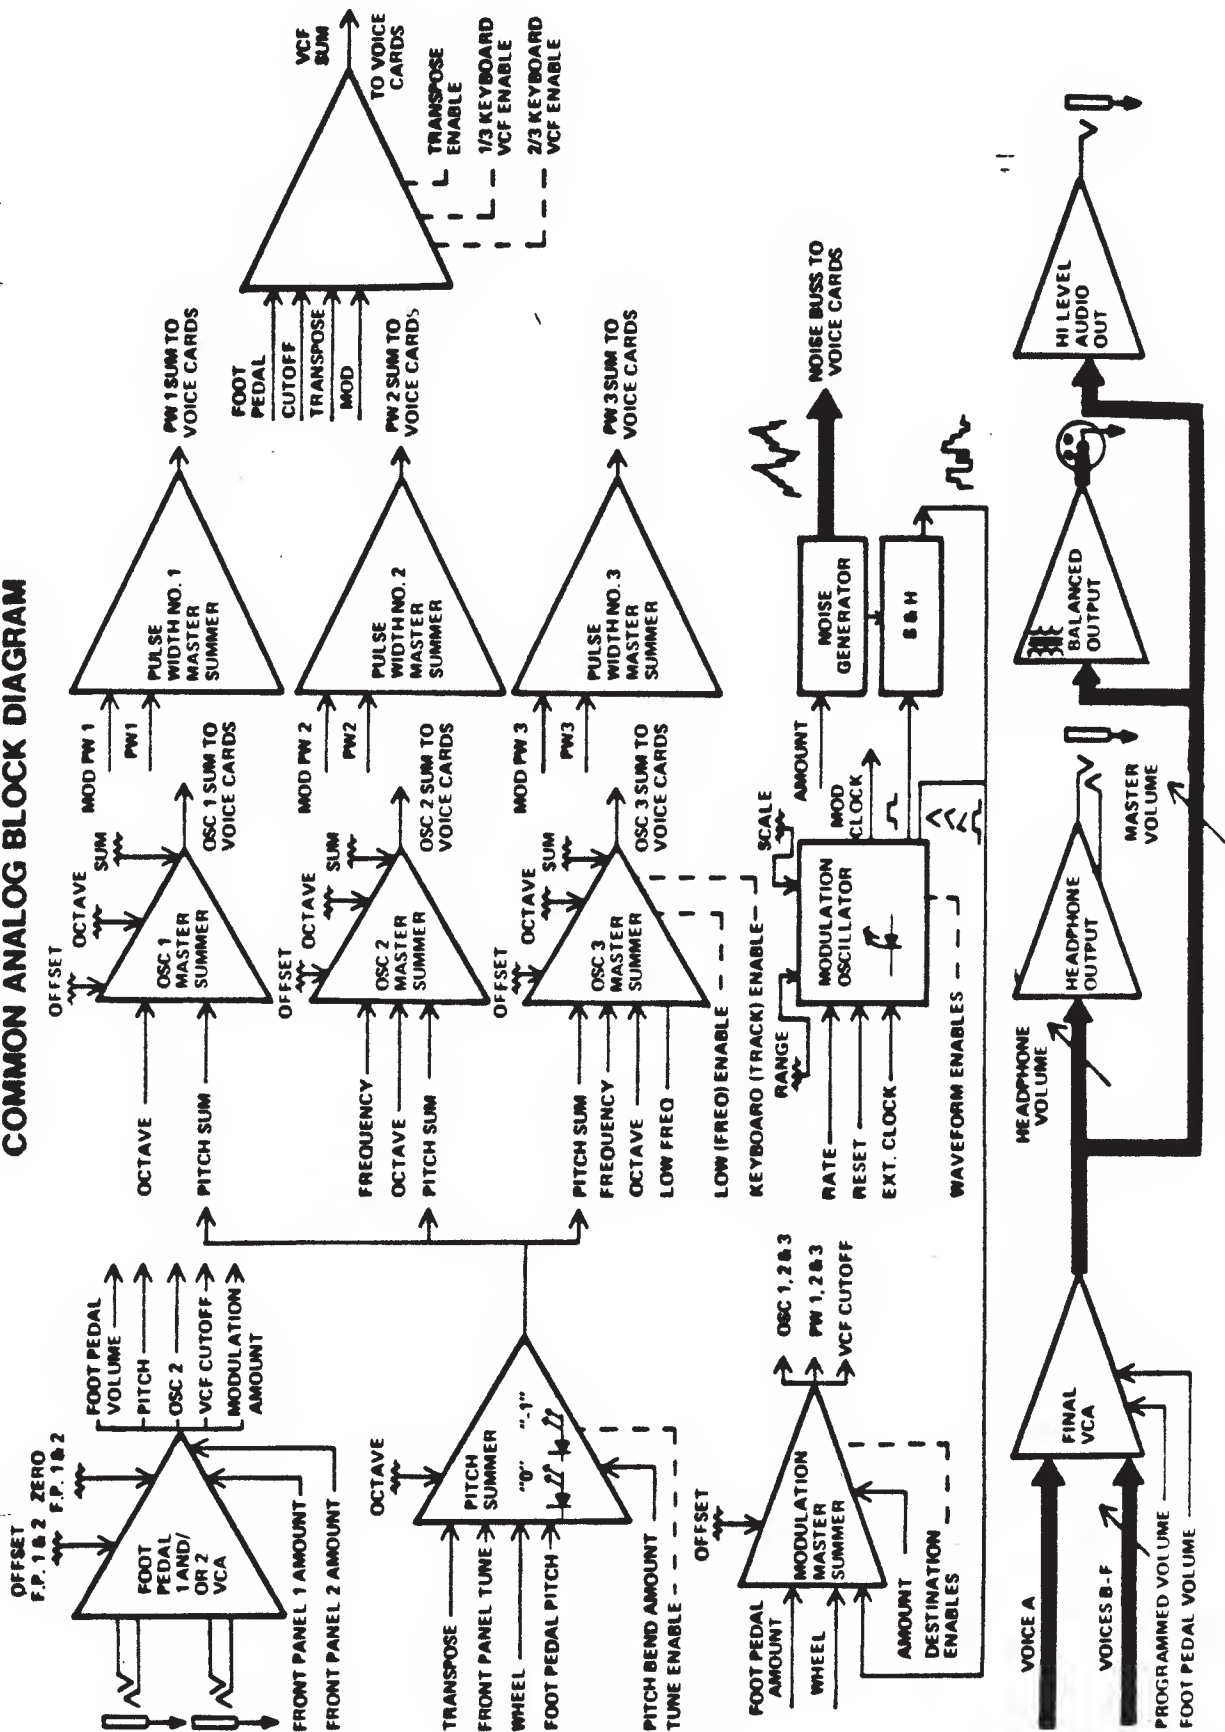 COMMON ANALOG BLOCK DIAGRAM
OFFSET
F.P. 1 & 2
ZERO
F.P. 1 & 2
FOOT
PEDAL
1 AND/
OR 2
VCA
FRONT PANEL 1 AMOUNT
FRONT PANEL 2 AMOUNT
FOOT PEDAL
VOLUME
PITCH
OSC 2
VCF CUTOFF
MODULATION
AMOUNT
OCTAVE
PITCH SUM
OFFSET
OCTAVE
SUM
OSC 1
MASTER
SUMMER
OSC 1 SUM TO
VOICE CARDS
MOD PW 1
PW1
PULSE
WIDTH NO. 1
MASTER
SUMMER
PW 1 SUM TO
VOICE CARDS
FOOT
PEDAL
CUTOFF
TRANSPOSE
MOD
VCF
SUM
TO VOICE
CARDS
TRANSPOSE
ENABLE
1/3 KEYBOARD
VCF ENABLE
2/3 KEYBOARD
VCF ENABLE
OCTAVE
TRANSPOSE
FRONT PANEL TUNE
WHEEL
FOOT PEDAL PITCH
PITCH
SUMMER
"0"
"-1"
PITCH BEND AMOUNT
TUNE ENABLE
FREQUENCY
OCTAVE
PITCH SUM
OFFSET
OCTAVE
SUM
OSC 2
MASTER
SUMMER
OSC 2 SUM TO
VOICE CARDS
MOD PW 2
PW2
PULSE
WIDTH NO. 2
MASTER
SUMMER
PW 2 SUM TO
VOICE CARDS
PITCH SUM
FREQUENCY
OCTAVE
LOW FREQ
OFFSET
OCTAVE
SUM
OSC 3
MASTER
SUMMER
OSC 3 SUM TO
VOICE CARDS
LOW (FREQ) ENABLE
KEYBOARD (TRACK) ENABLE
MOD PW 3
PW3
PULSE
WIDTH NO. 3
MASTER
SUMMER
PW 3 SUM TO
VOICE CARDS
OFFSET
FOOT PEDAL
AMOUNT
WHEEL
MODULATION
MASTER
SUMMER
AMOUNT
DESTINATION
ENABLES
OSC 1, 2 & 3
PW 1, 2 & 3
VCF CUTOFF
RANGE
SCALE
RATE
RESET
EXT. CLOCK
MODULATION
OSCILLATOR
WAVEFORM ENABLES
MOD
CLOCK
AMOUNT
NOISE
GENERATOR
S & H
NOISE BUSS TO
VOICE CARDS
VOICE A
VOICES B - F
PROGRAMMED VOLUME
FOOT PEDAL VOLUME
FINAL
VCA
HEADPHONE
VOLUME
HEADPHONE
OUTPUT
MASTER
VOLUME
BALANCED
OUTPUT
HI LEVEL
AUDIO
OUT